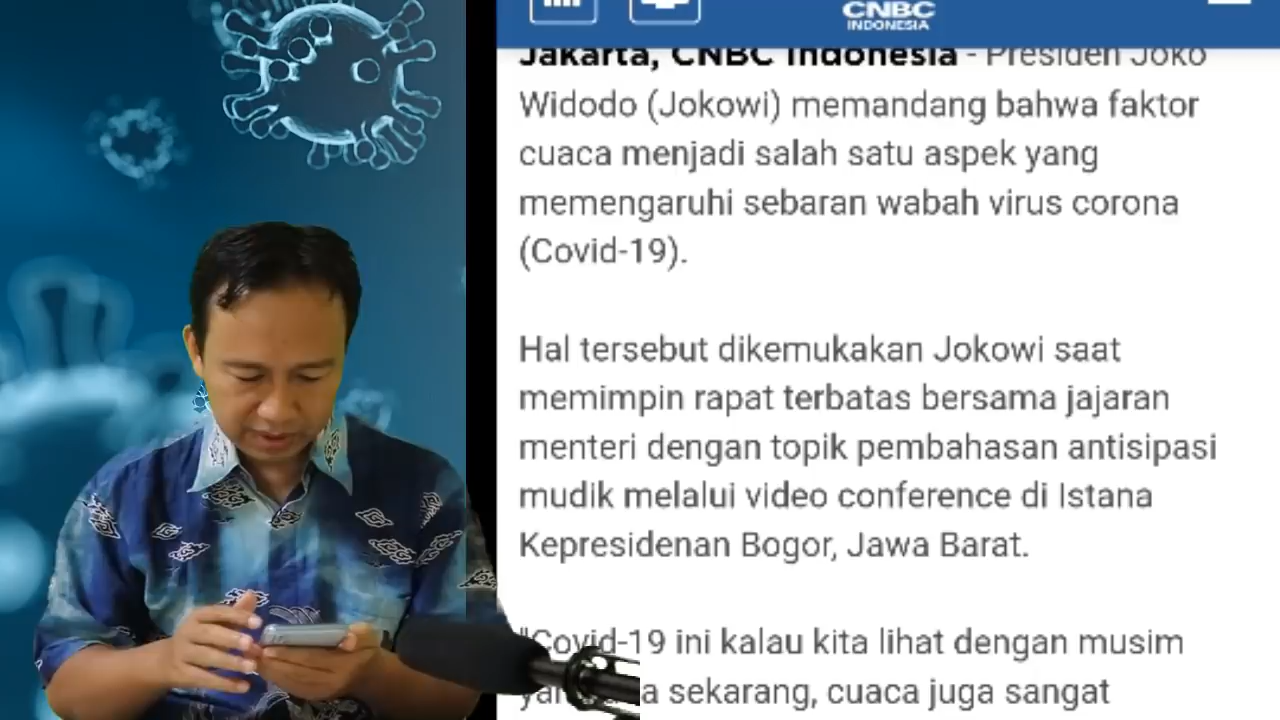 CNBC
INDONESIA
Jakarta, CNBC Indonesia - Presiden Joko
Widodo (Jokowi) memandang bahwa faktor
cuaca menjadi salah satu aspek yang
memengaruhi sebaran wabah virus corona
(Covid-19).
Hal tersebut dikemukakan Jokowi saat
memimpin rapat terbatas bersama jajaran
menteri dengan topik pembahasan antisipasi
mudik melalui video conference di Istana
Kepresidenan Bogor, Jawa Barat.
"Covid-19 ini kalau kita lihat dengan musim
sekarang, cuaca juga sangat